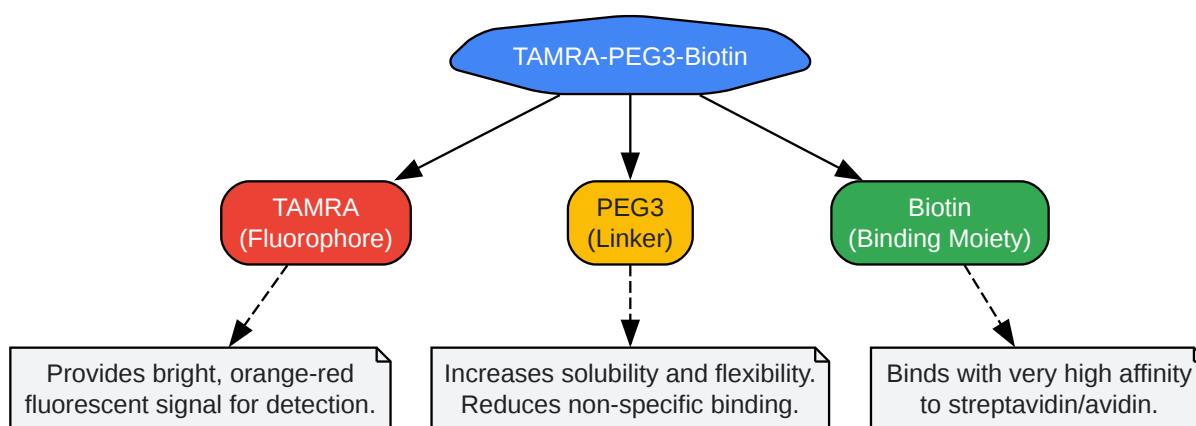 TAMRA-PEG3-Biotin
TAMRA
(Fluorophore)
PEG3
(Linker)
Biotin
(Binding Moiety)
Provides bright, orange-red
fluorescent signal for detection.
Increases solubility and flexibility.
Reduces non-specific binding.
Binds with very high affinity
to streptavidin/avidin.